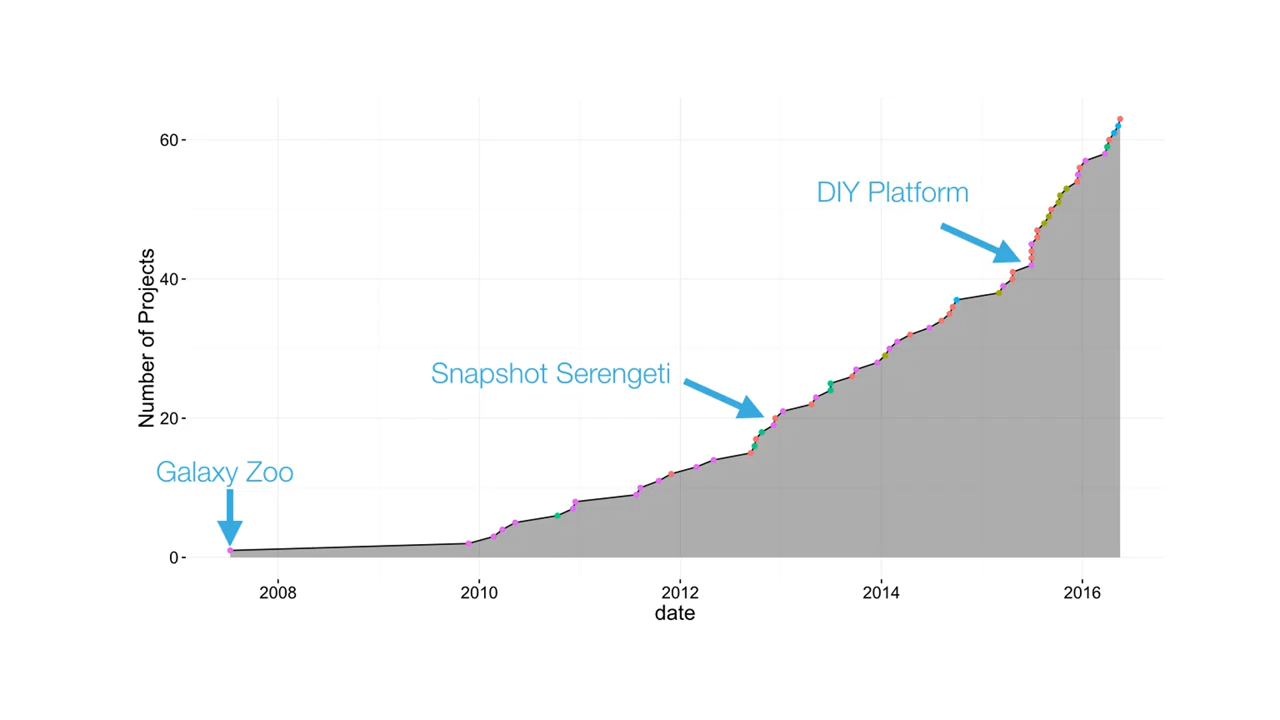 60
DIY Platform
40
Number of Projects
Snapshot Serengeti
20
Galaxy Zoo
0
2008 2010 2012 2014 2016
date